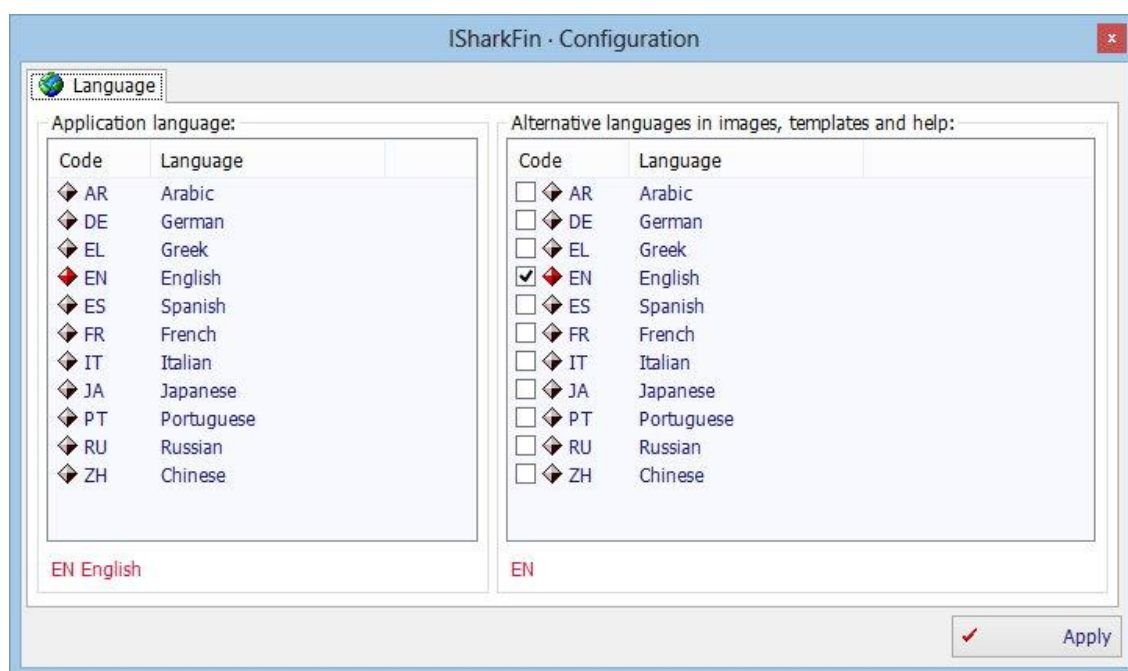 ISharkFin · Configuration
Language
Application language:
Code Language
AR Arabic
DE German
EL Greek
EN English
ES Spanish
FR French
IT Italian
JA Japanese
PT Portuguese
RU Russian
ZH Chinese
EN English
Alternative languages in images, templates and help:
Code Language
AR Arabic
DE German
EL Greek
EN English
ES Spanish
FR French
IT Italian
JA Japanese
PT Portuguese
RU Russian
ZH Chinese
EN
Apply